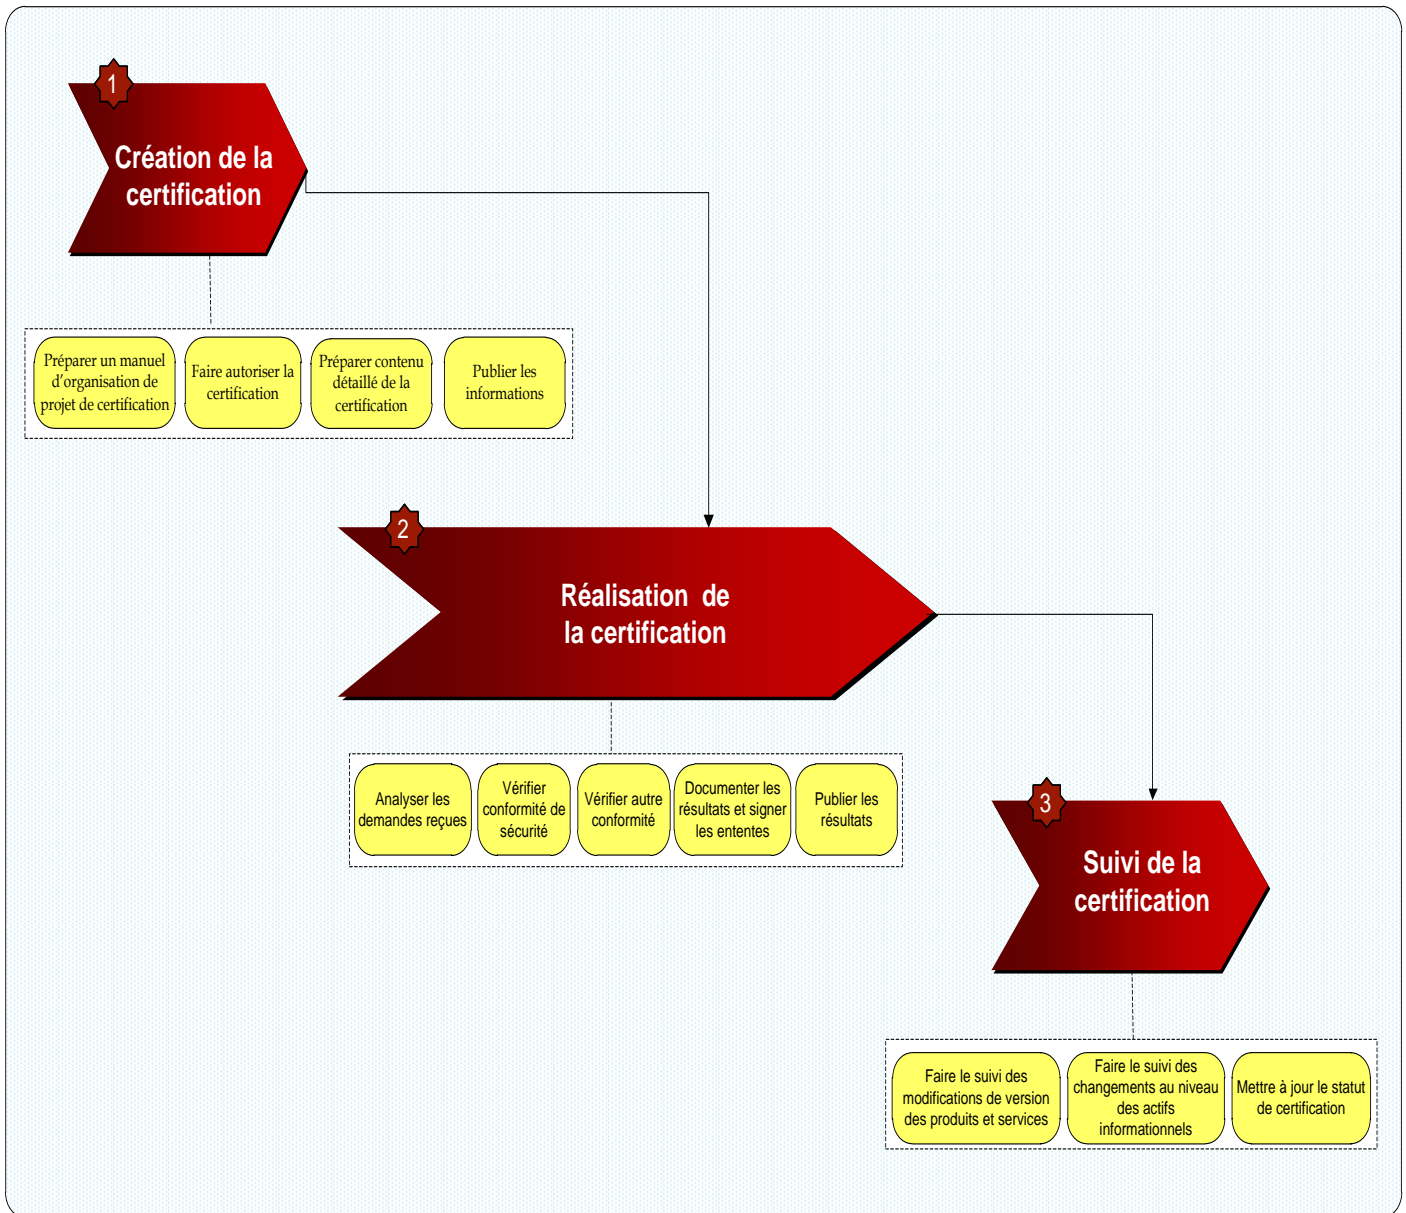 1
Création de la
certification
Préparer un manuel
d'organisation de
projet de certification
Faire autoriser la
certification
Préparer contenu
détaillé de la
certification
Publier les
informations
2
Réalisation de
la certification
Analyser les
demandes reçues
Vérifier
conformité de
sécurité
Vérifier autre
conformité
Documenter les
résultats et signer
les ententes
Publier les
résultats
3
Suivi de la
certification
Faire le suivi des
modifications de version
des produits et services
Faire le suivi des
changements au niveau
des actifs
informationnels
Mettre à jour le statut
de certification